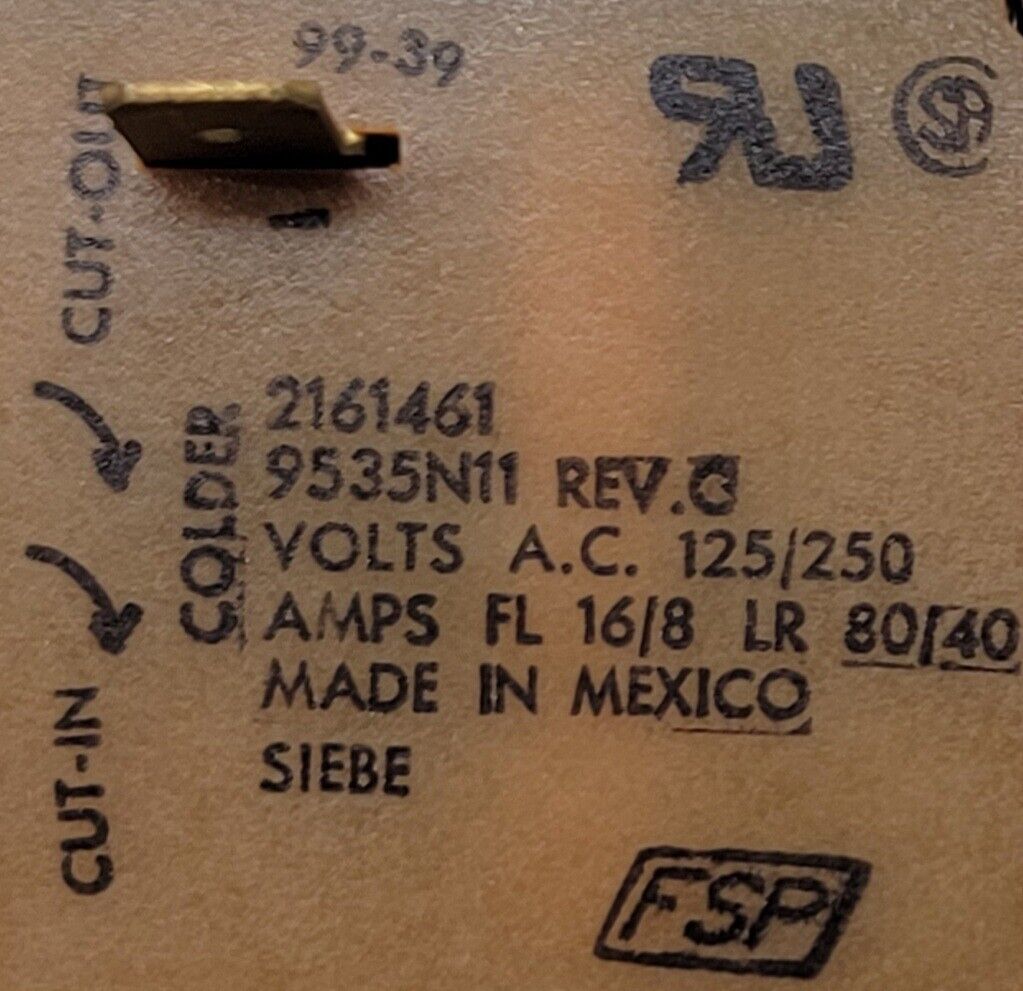 99-39
CUT-OUT
2161461
9535N11 REV.
VOLTS A.C. 125/250
AMPS FL 16/8 LR 80/40
MADE IN MEXICO
SIEBE
COLDER
CUT-IN
FSP